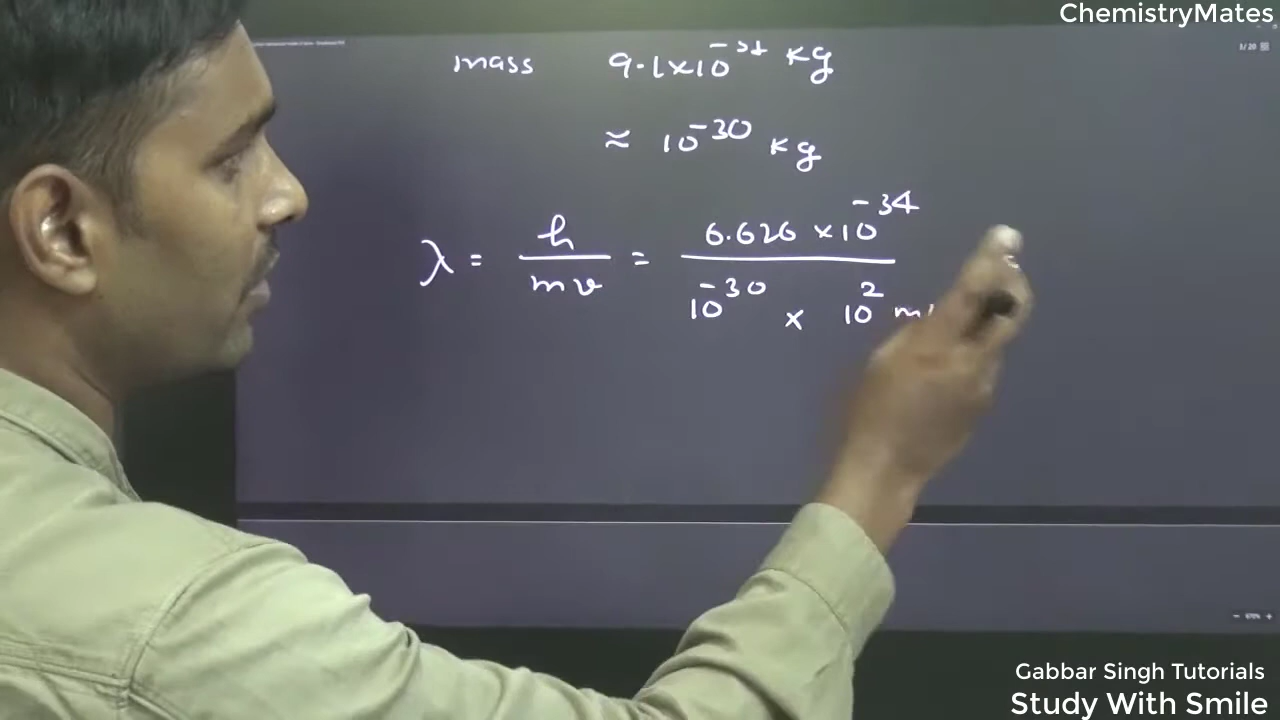 ChemistryMates
mass 9.1×10⁻³¹ kg
≈ 10⁻³⁰ kg
λ = h / mv = 6.626 ×10⁻³⁴ / 10⁻³⁰ × 10²
Gabbar Singh Tutorials
Study With Smile